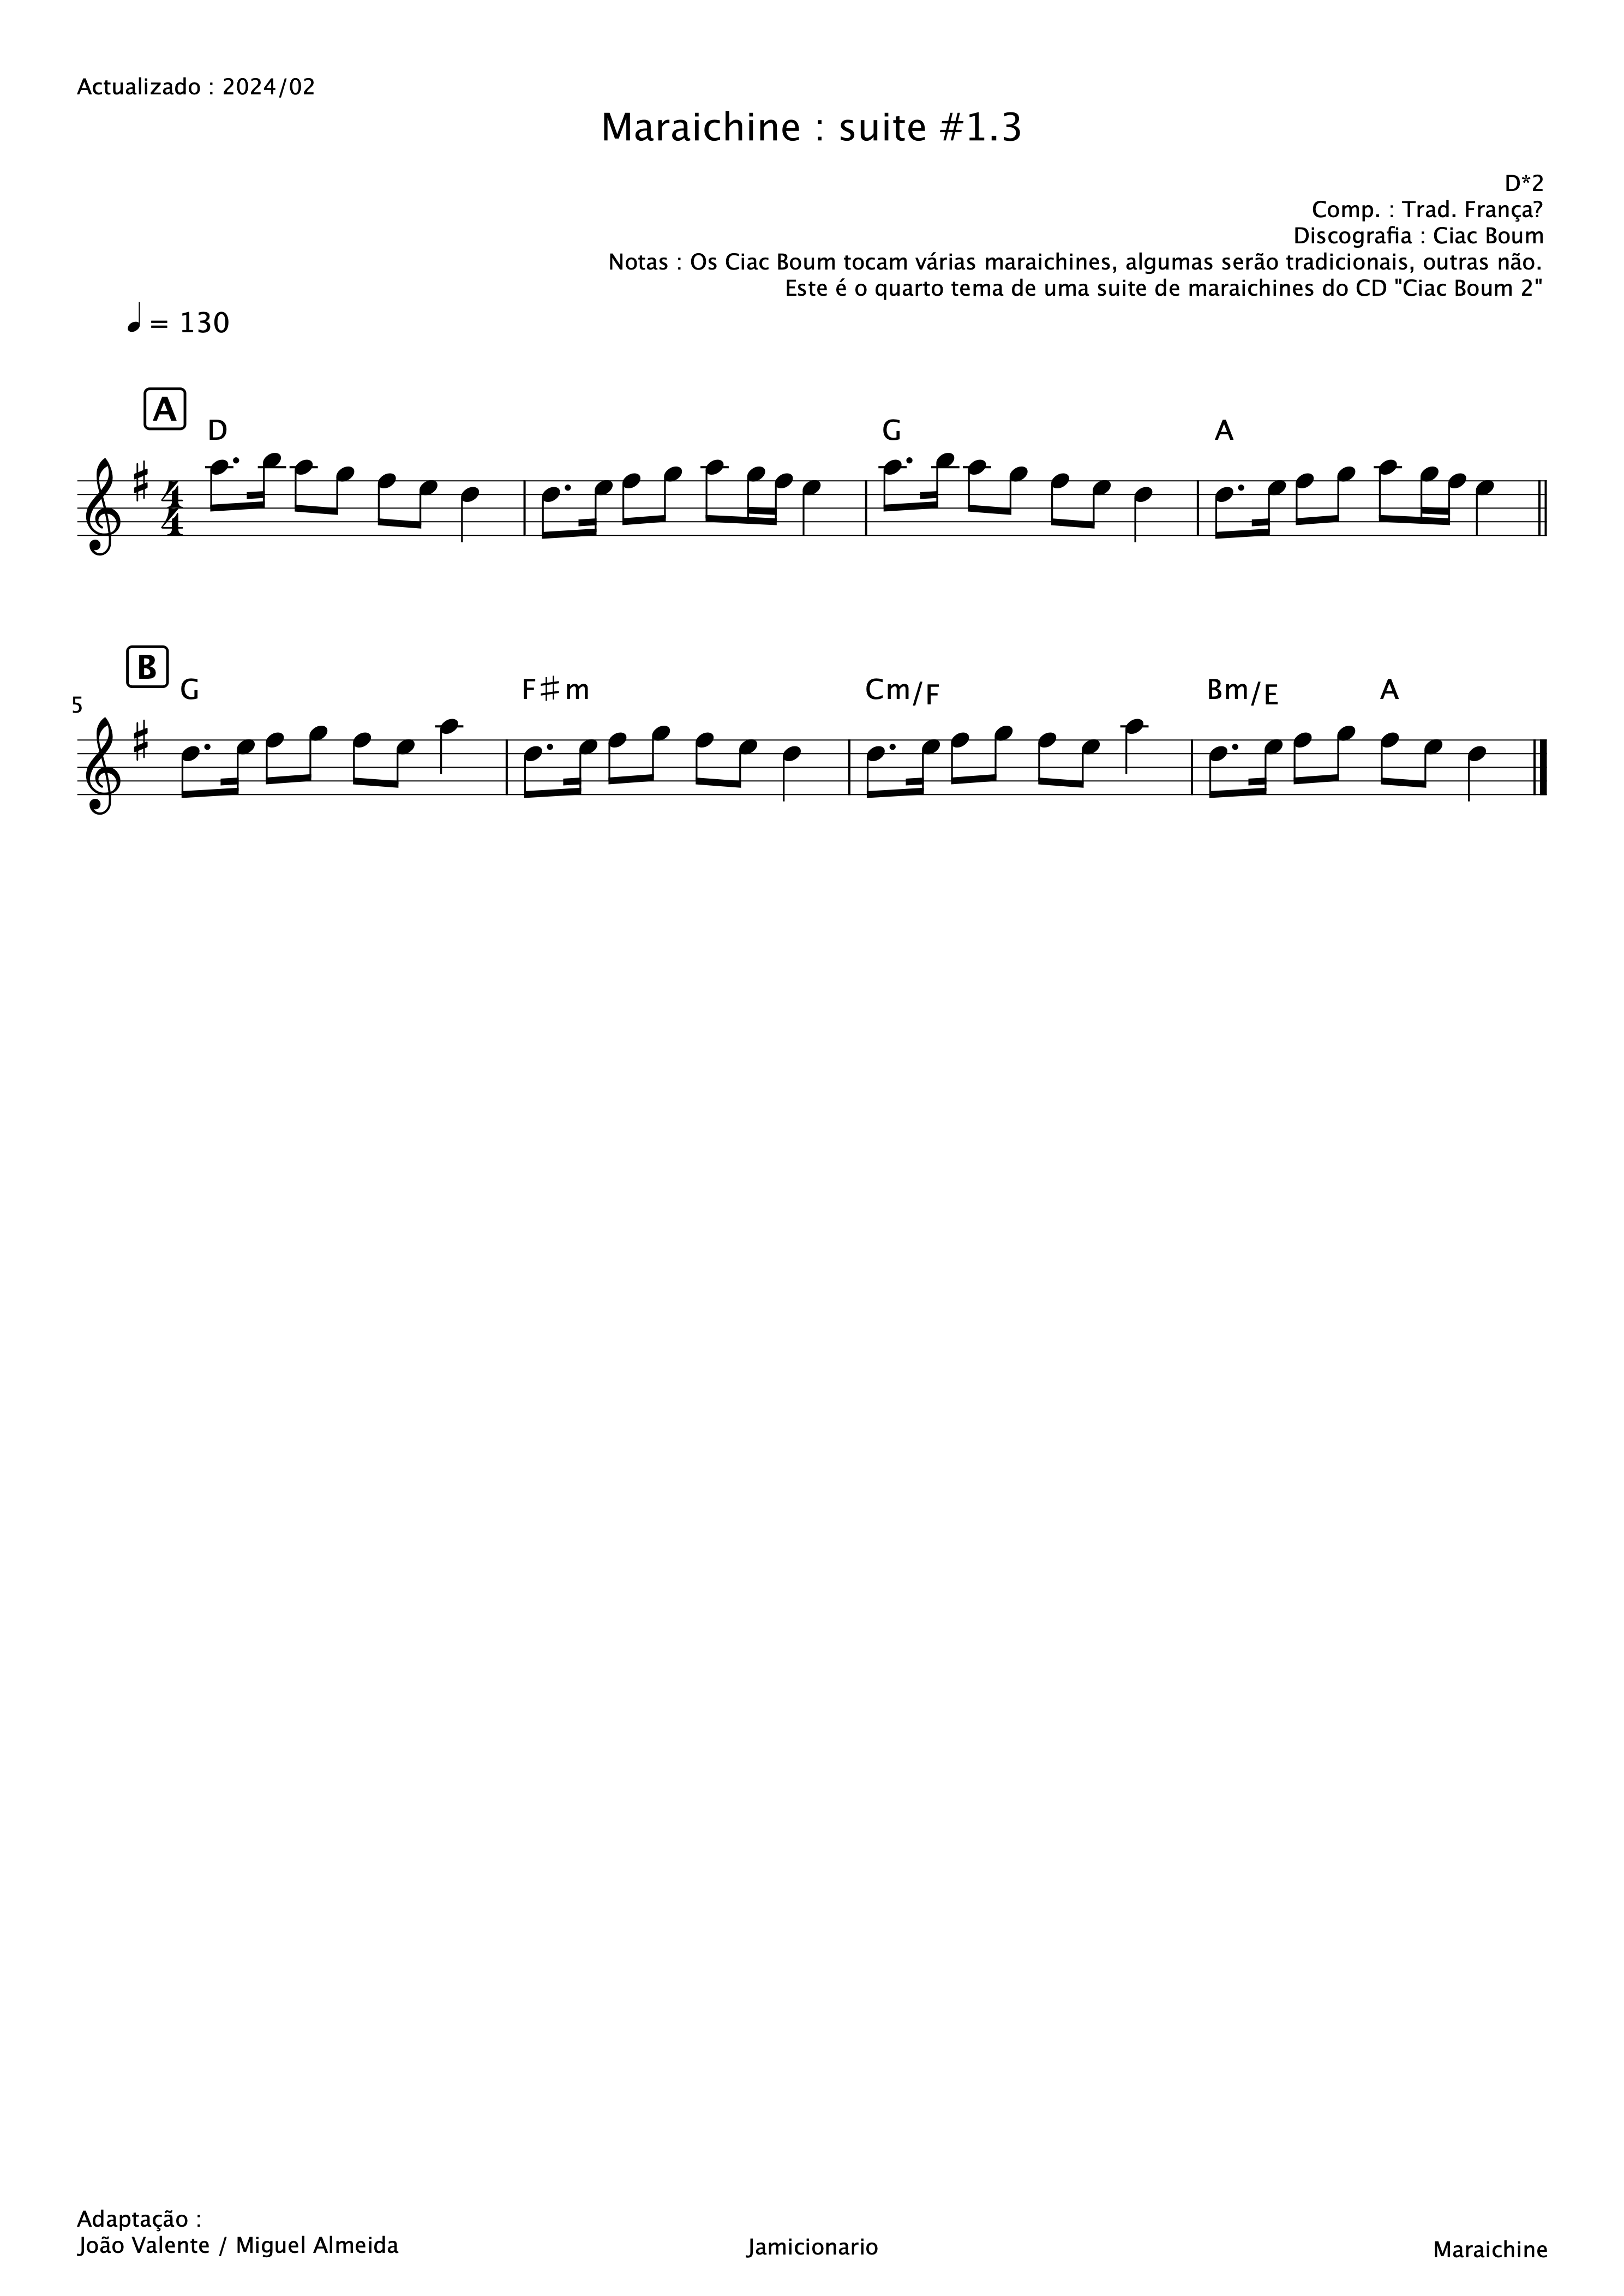 Actualizado : 2024/02
Maraichine : suite #1.3
D*2
Comp. : Trad. França?
Discografia : Ciac Boum
Notas : Os Ciac Boum tocam várias maraichines, algumas serão tradicionais, outras não.
Este é o quarto tema de uma suite de maraichines do CD "Ciac Boum 2"
= 130
A
D G A
4
4
B
G F♯m Cm/F Bm/E A
5
Adaptação :
João Valente / Miguel Almeida
Jamicionario
Maraichine